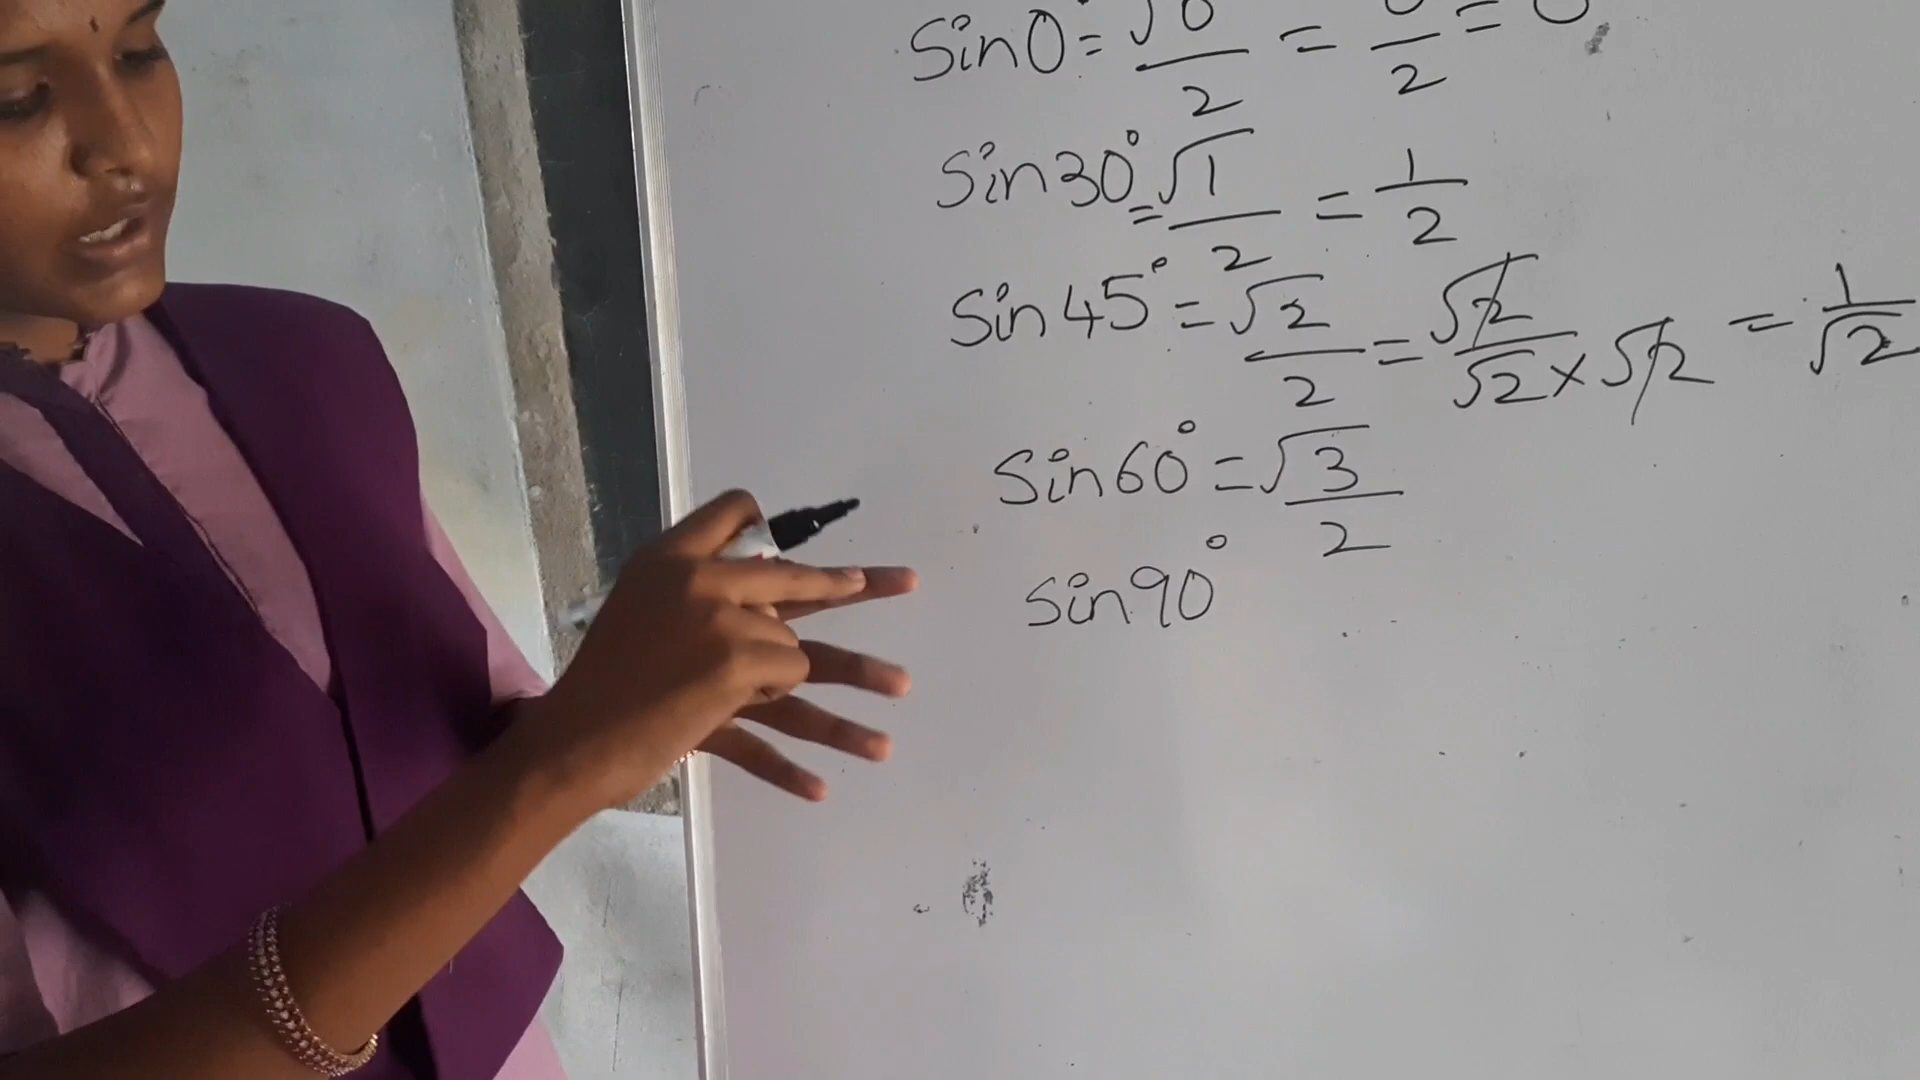 sin0° = √0/2 = 0/2 = 0
sin30° = √1/2 = 1/2
sin45° = √2/2 = √2/√2×√2 = 1/√2
sin60° = √3/2
sin90°